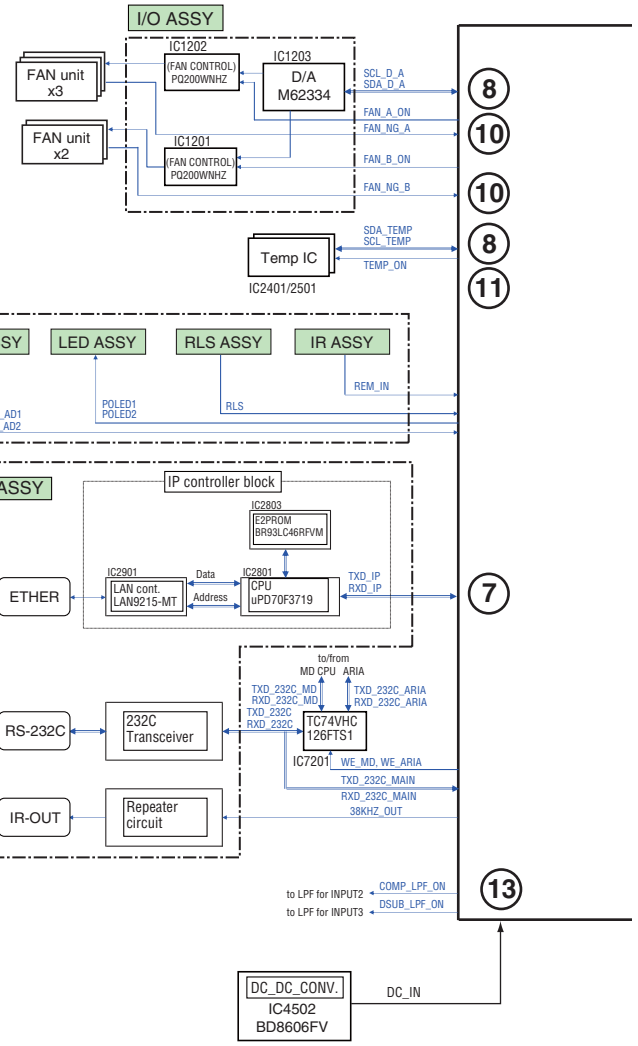 I/O ASSY
IC1202
(FAN CONTROL)
PQ200WNHZ
IC1203
D/A
M62334
FAN unit
x3
FAN unit
x2
IC1201
(FAN CONTROL)
PQ200WNHZ
SCL_D_A
SDA_D_A
FAN_A_ON
FAN_NG_A
FAN_B_ON
FAN_NG_B
8
10
10
Temp IC
IC2401/2501
SDA_TEMP
SCL_TEMP
TEMP_ON
8
11
SY
LED ASSY
RLS ASSY
IR ASSY
REM_IN
POLED1
POLED2
RLS
_AD1
_AD2
ASSY
IP controller block
IC2803
E2PROM
BR93LC46RFVM
IC2901
LAN cont.
LAN9215-MT
Data
Address
IC2801
CPU
uPD70F3719
TXD_IP
RXD_IP
ETHER
7
to/from
MD CPU ARIA
TXD_232C_MD
RXD_232C_MD
TXD_232C_ARIA
RXD_232C_ARIA
TXD_232C
RXD_232C
RS-232C
232C
Transceiver
TC74VHC
126FTS1
IC7201
WE_MD, WE_ARIA
TXD_232C_MAIN
RXD_232C_MAIN
38KHZ_OUT
IR-OUT
Repeater
circuit
to LPF for INPUT2
COMP_LPF_ON
to LPF for INPUT3
DSUB_LPF_ON
13
DC_DC_CONV.
IC4502
BD8606FV
DC_IN